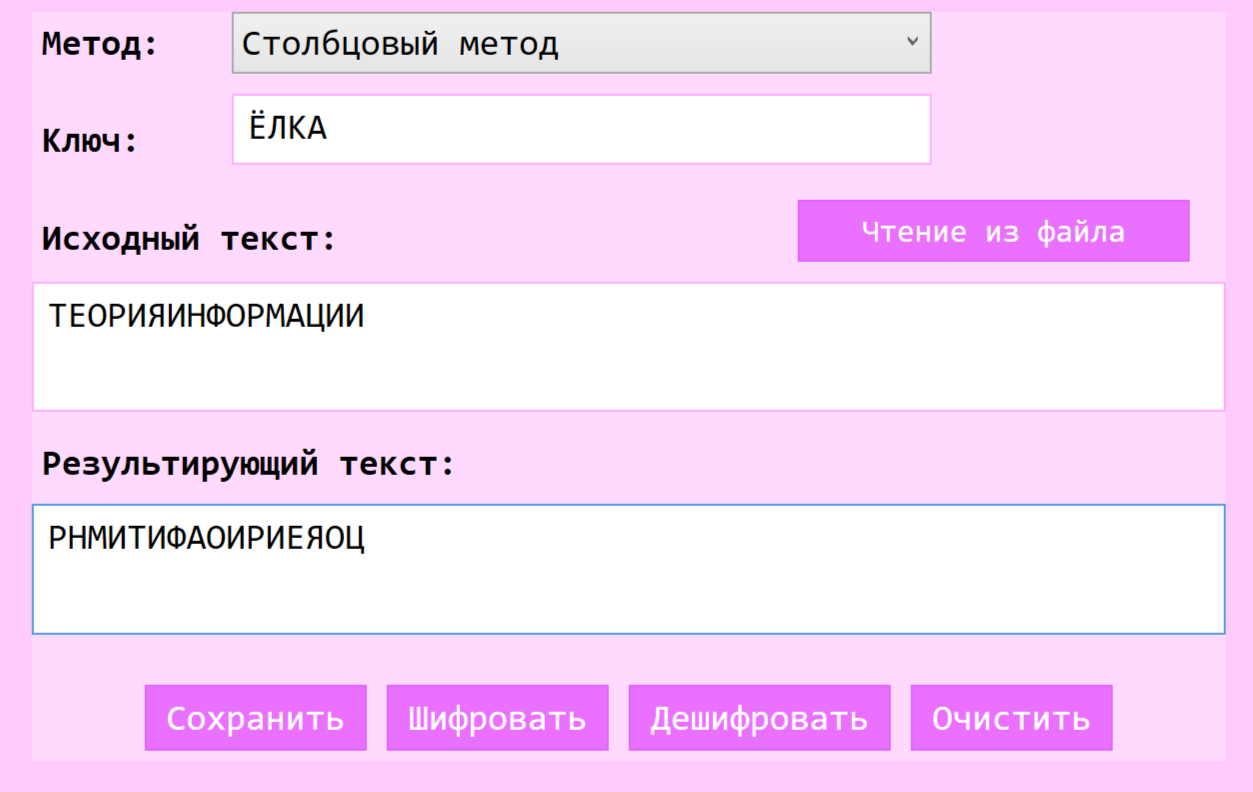 Метод: Столбцовый метод
Ключ: ЁЛКА
Исходный текст: Чтение из файла
ТЕОРИЯИНФОРМАЦИИ
Результирующий текст:
РНМИТИФАОИРИЕЯОЦ
Сохранить Шифровать Дешифровать Очистить